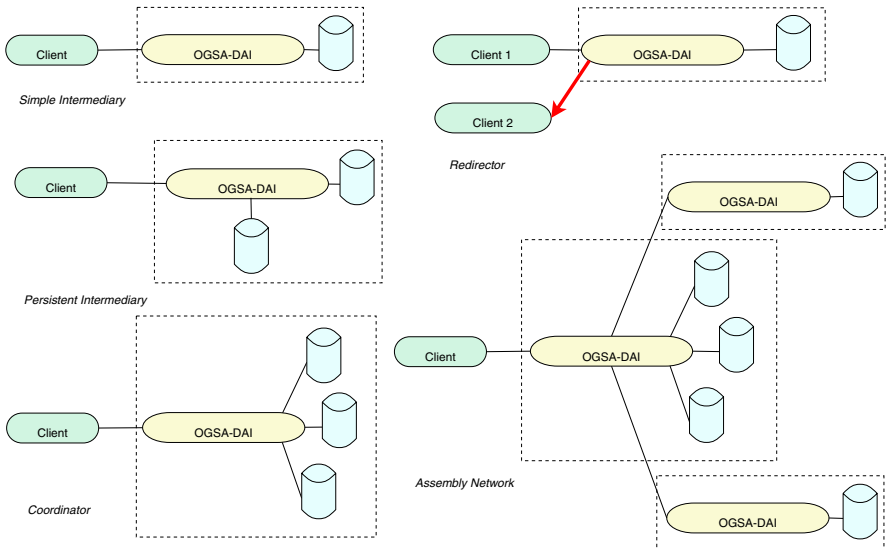 Client
OGSA-DAI
Simple Intermediary
Client 1
OGSA-DAI
Client 2
Redirector
Client
OGSA-DAI
Persistent Intermediary
Client
OGSA-DAI
Coordinator
OGSA-DAI
Client
OGSA-DAI
Assembly Network
OGSA-DAI